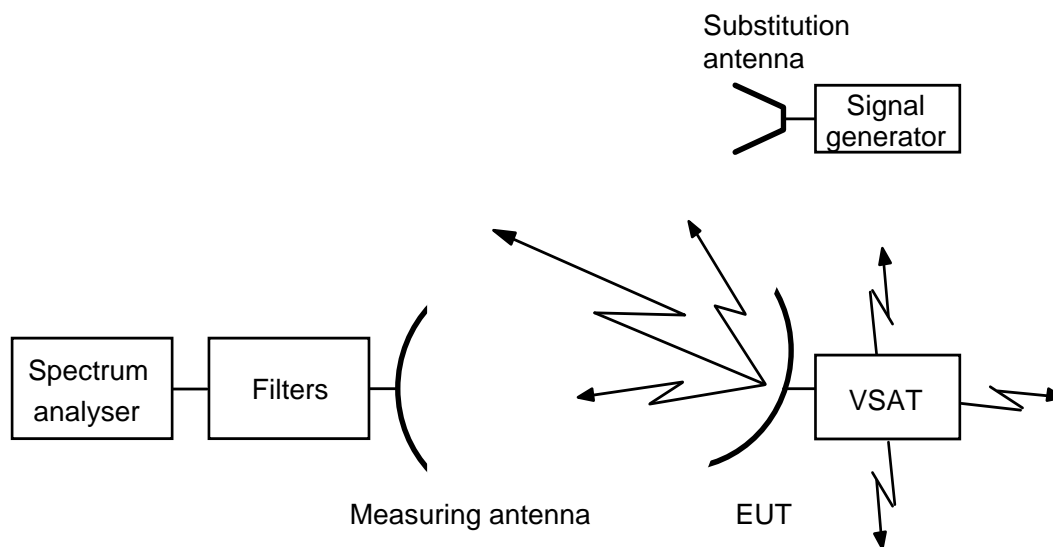 Substitution
antenna
Signal
generator
Spectrum
analyser
Filters
VSAT
Measuring antenna
EUT